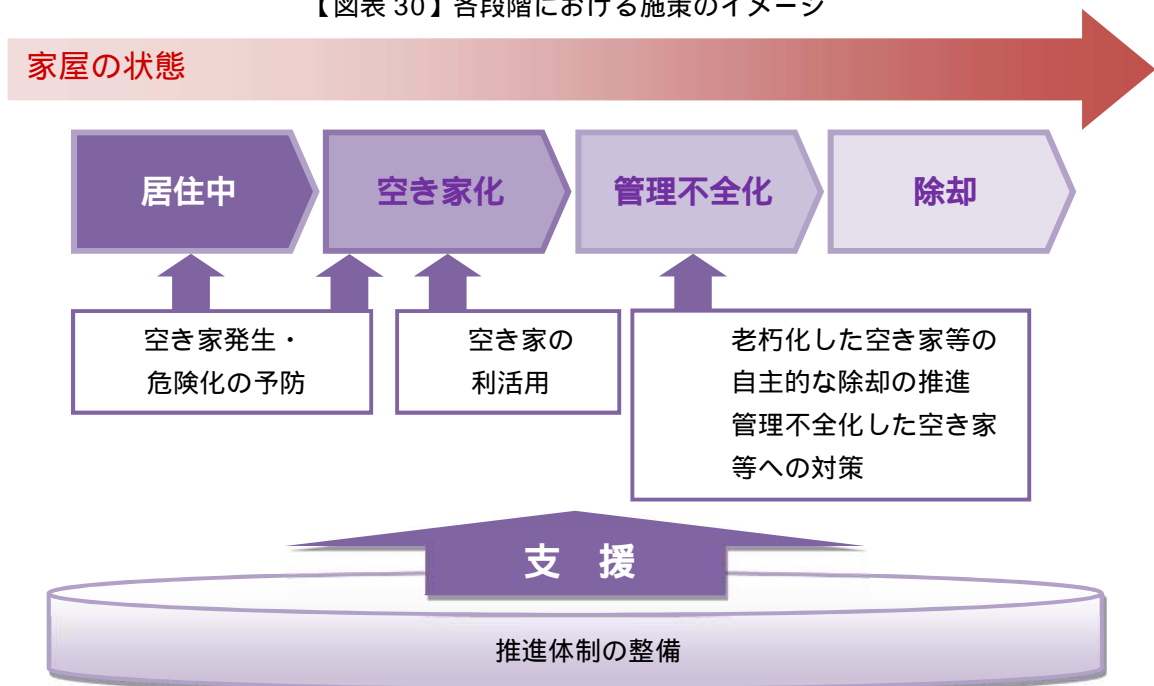 【図表 30】各段階における施策のイメージ
家屋の状態
居住中
空き家化
管理不全化
除却
空き家発生・
危険化の予防
空き家の
利活用
老朽化した空き家等の
自主的な除却の推進
管理不全化した空き家
等への対策
支 援
推進体制の整備